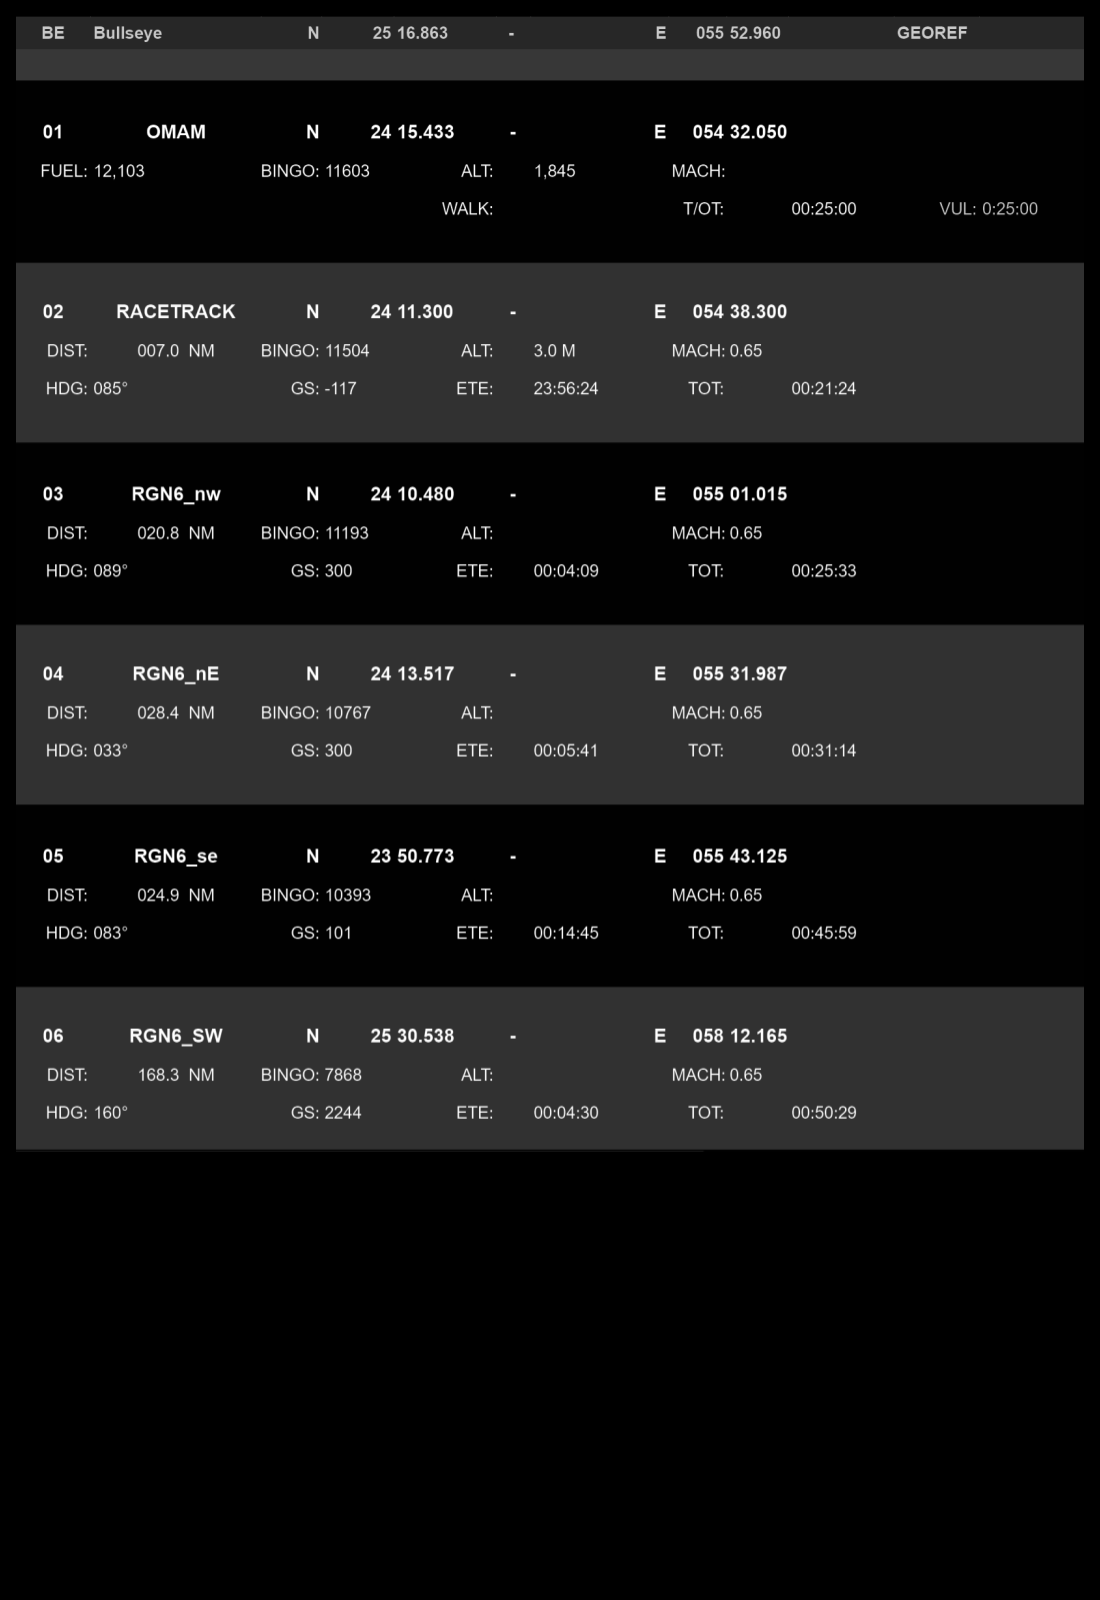 BE Bullseye N 25 16.863 - E 055 52.960 GEOREF
01 OMAM N 24 15.433 - E 054 32.050
FUEL: 12,103 BINGO: 11603 ALT: 1,845 MACH:
WALK: T/OT: 00:25:00 VUL: 0:25:00
02 RACETRACK N 24 11.300 - E 054 38.300
DIST: 007.0 NM BINGO: 11504 ALT: 3.0 M MACH: 0.65
HDG: 085° GS: -117 ETE: 23:56:24 TOT: 00:21:24
03 RGN6_nw N 24 10.480 - E 055 01.015
DIST: 020.8 NM BINGO: 11193 ALT: MACH: 0.65
HDG: 089° GS: 300 ETE: 00:04:09 TOT: 00:25:33
04 RGN6_nE N 24 13.517 - E 055 31.987
DIST: 028.4 NM BINGO: 10767 ALT: MACH: 0.65
HDG: 033° GS: 300 ETE: 00:05:41 TOT: 00:31:14
05 RGN6_se N 23 50.773 - E 055 43.125
DIST: 024.9 NM BINGO: 10393 ALT: MACH: 0.65
HDG: 083° GS: 101 ETE: 00:14:45 TOT: 00:45:59
06 RGN6_SW N 25 30.538 - E 058 12.165
DIST: 168.3 NM BINGO: 7868 ALT: MACH: 0.65
HDG: 160° GS: 2244 ETE: 00:04:30 TOT: 00:50:29